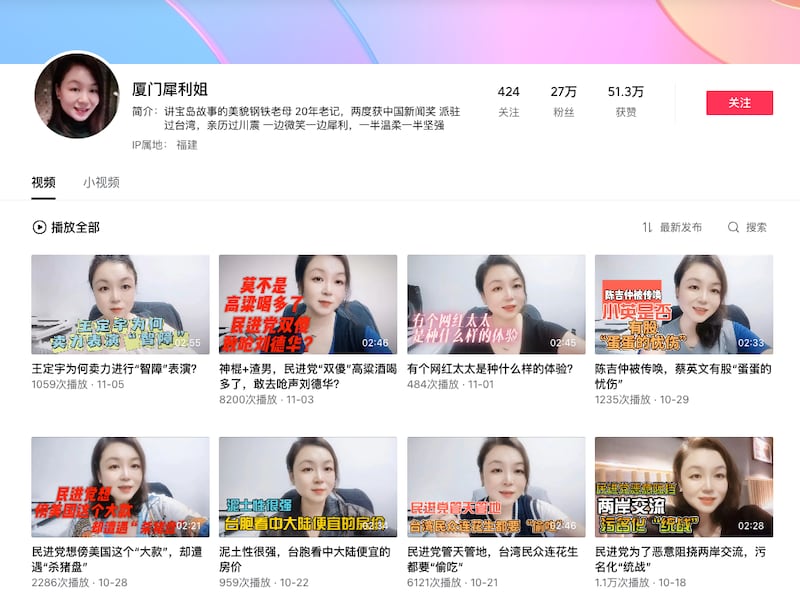 厦门犀利姐
424
27万
51.3万
关注
粉丝
获赞
关注
简介：讲宝岛故事的美貌钢铁老母 20年老记，两度获中国新闻奖 派驻
过台湾，亲历过川震 一边微笑一边犀利，一半温柔一半坚强
IP属地： 福建
视频
小视频
播放全部
最新发布
搜索
王定宇为何
卖力表演“智障”
02:55
莫不是
高粱喝多了
民进党双傻
敢呛刘德华？
02:46
有个网红太太
是种什么样的体验
02:45
陈吉仲被传唤
小英是否
有股
“蛋蛋的忧伤”
02:33
王定宇为何卖力进行“智障”表演？
1059次播放 · 11-05
神棍+渣男，民进党“双傻”高粱酒喝
多了，敢去呛声刘德华？
8200次播放 · 11-03
有个网红太太是种什么样的体验？
484次播放 · 11-01
陈吉仲被传唤，蔡英文有股“蛋蛋的
忧伤”
1235次播放 · 10-29
民进党想
傍美国这个大款
却遭遇“杀猪盘”
02:21
泥土性很强
台胞看中大陆便宜的房价
02:34
民进党管天管地
台湾民众连花生都要“偷吃”
02:46
民进党恶意阻挡
两岸交流
污名化“统战”
02:28
民进党想傍美国这个“大款”，却遭
遇“杀猪盘”
2286次播放 · 10-28
泥土性很强，台胞看中大陆便宜的
房价
959次播放 · 10-22
民进党管天管地，台湾民众连花生
都要“偷吃”
6121次播放 · 10-21
民进党为了恶意阻挠两岸交流，污
名化“统战”
1.1万次播放 · 10-18